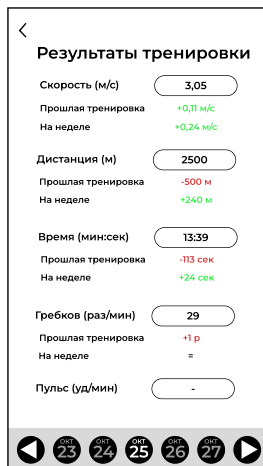 Результаты тренировки
Скорость (м/с) 3,05
Прошлая тренировка +0,11 м/с
На неделе +0,24 м/с
Дистанция (м) 2500
Прошлая тренировка -500 м
На неделе +240 м
Время (мин:сек) 13:39
Прошлая тренировка -113 сек
На неделе +24 сек
Гребков (раз/мин) 29
Прошлая тренировка +1 р
На неделе =
Пульс (уд/мин) -
ОКТ ОКТ ОКТ ОКТ ОКТ
23 24 25 26 27